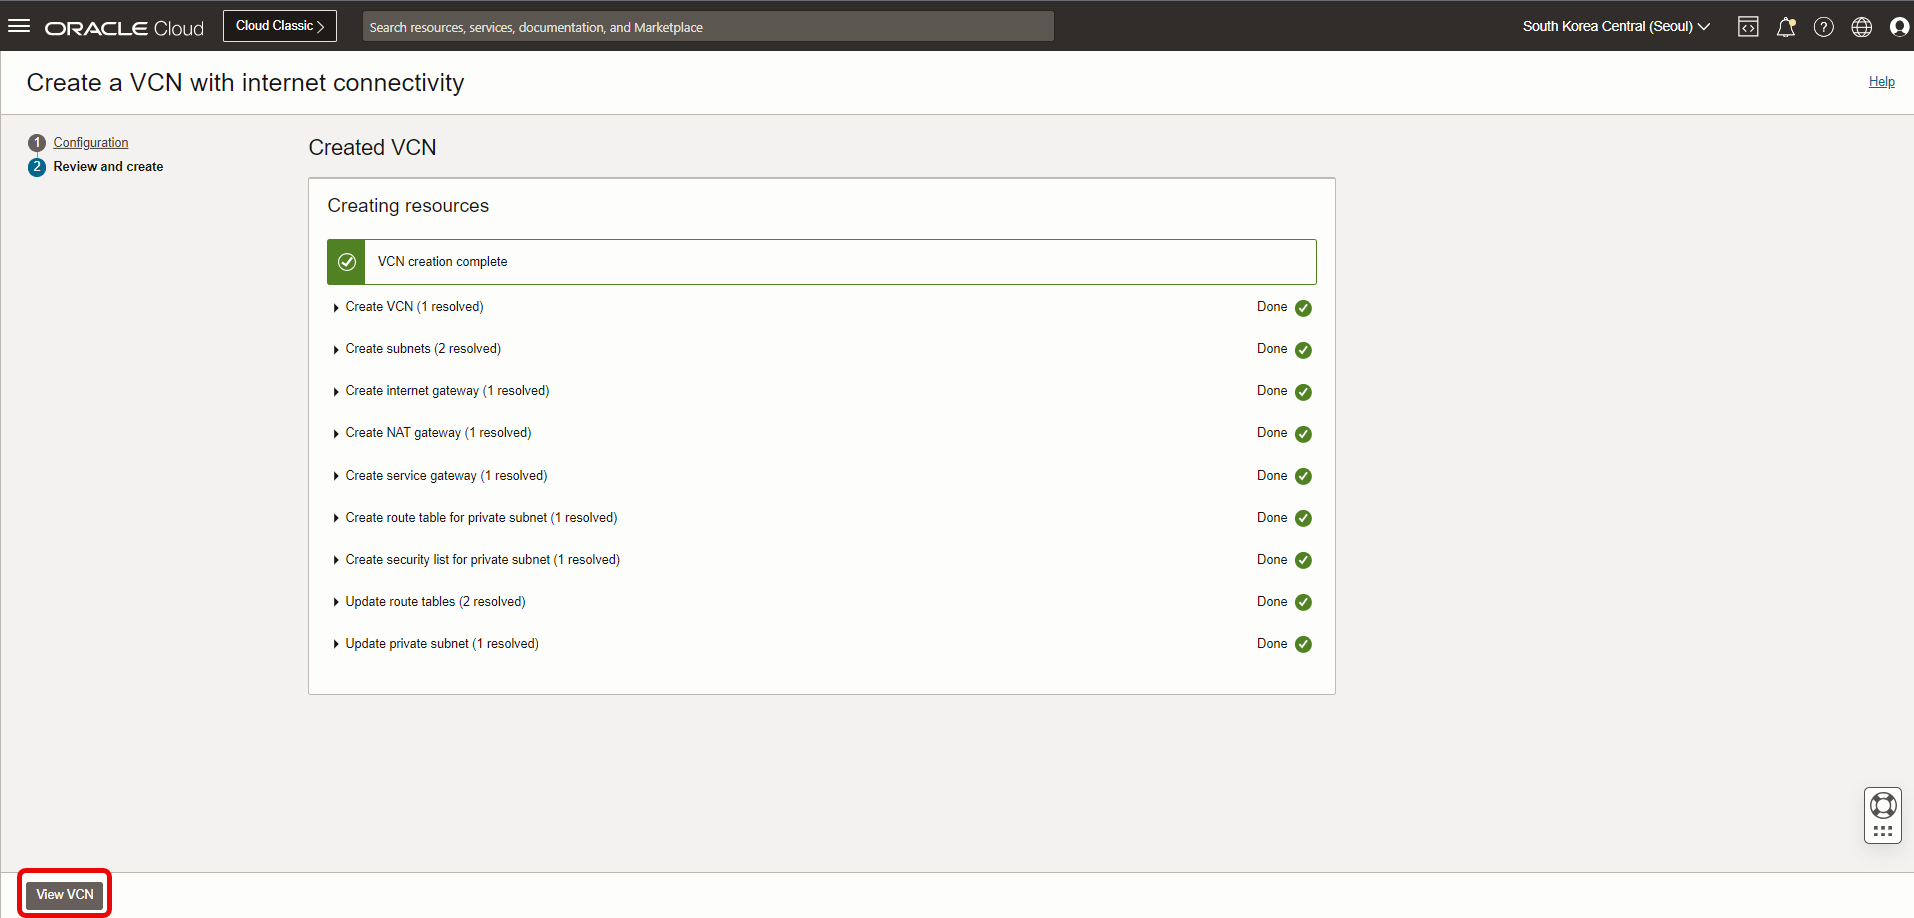 ORACLE Cloud
Cloud Classic
Search resources, services, documentation, and Marketplace
South Korea Central (Seoul)
Create a VCN with internet connectivity
Help
1 Configuration
2 Review and create
Created VCN
Creating resources
VCN creation complete
Create VCN (1 resolved) Done
Create subnets (2 resolved) Done
Create internet gateway (1 resolved) Done
Create NAT gateway (1 resolved) Done
Create service gateway (1 resolved) Done
Create route table for private subnet (1 resolved) Done
Create security list for private subnet (1 resolved) Done
Update route tables (2 resolved) Done
Update private subnet (1 resolved) Done
View VCN